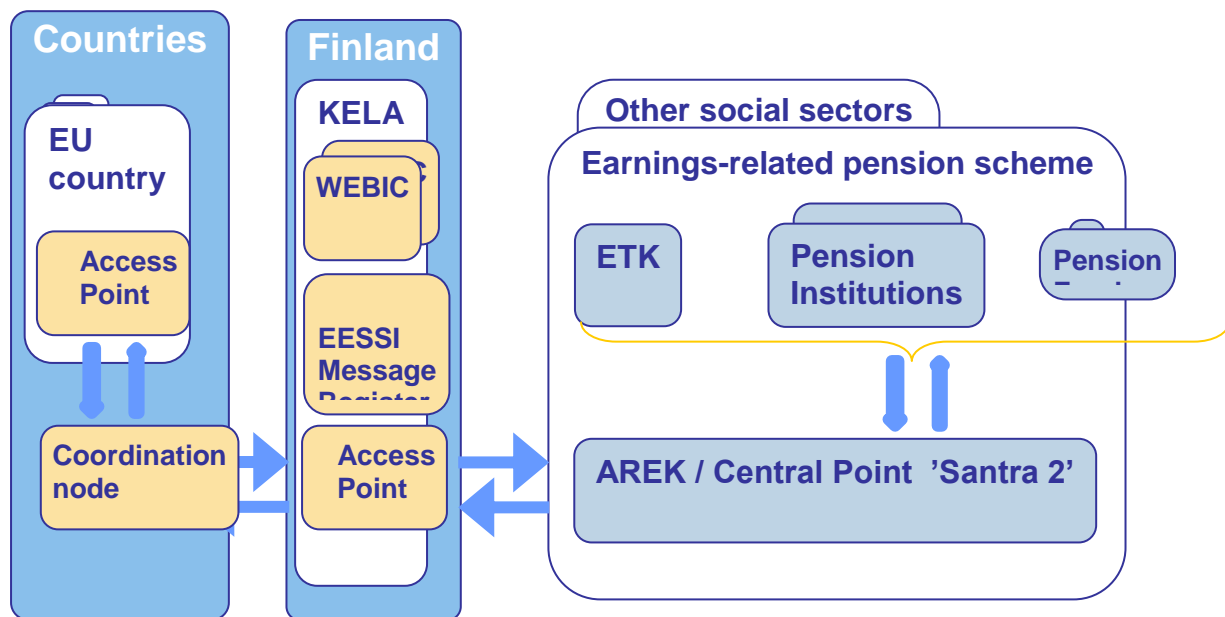 Countries
EU
country
Access
Point
Coordination
node
Finland
KELA
WEBIC
EESSI
Message
Register
Access
Point
Other social sectors
Earnings-related pension scheme
ETK
Pension
Institutions
Pension
AREK / Central Point ’Santra 2’